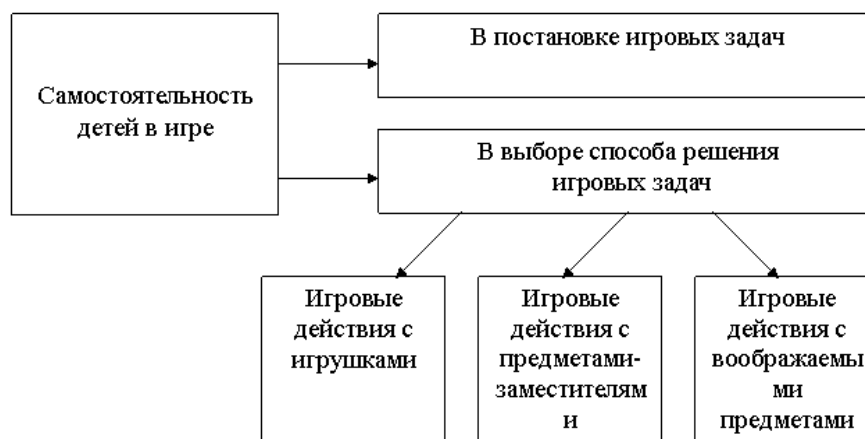 В постановке игровых задач
Самостоятельность
детей в игре
В выборе способа решения
игровых задач
Игровые
действия с
игрушками
Игровые
действия с
предметами-
заместителям
и
Игровые
действия с
воображаемы
ми
предметами